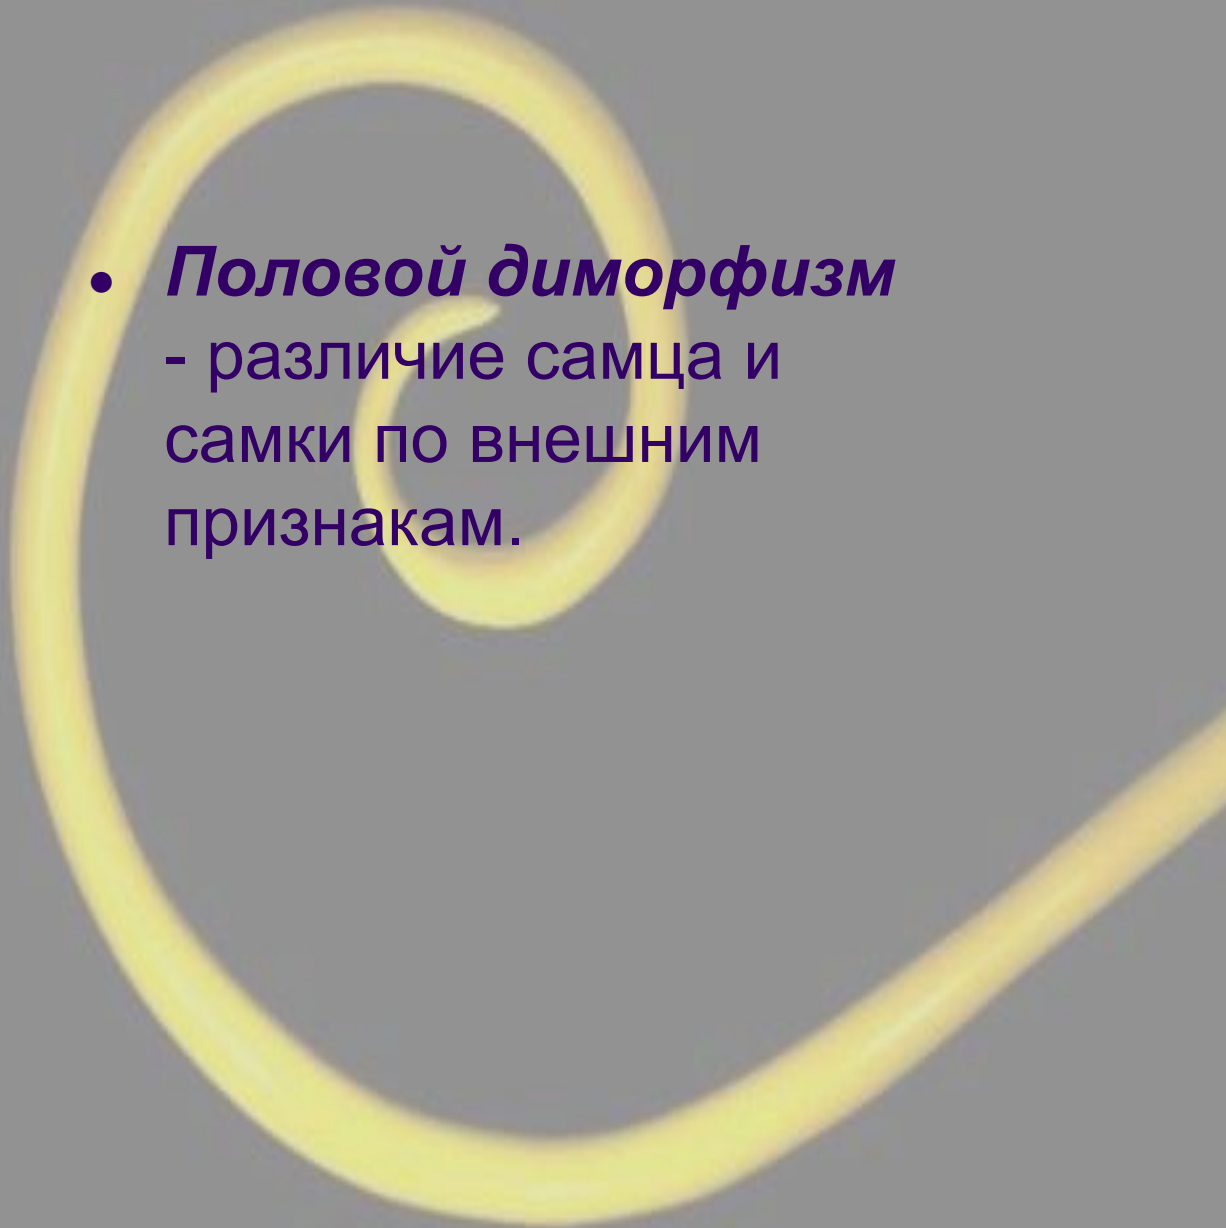 • Половой диморфизм
- различие самца и
самки по внешним
признакам.